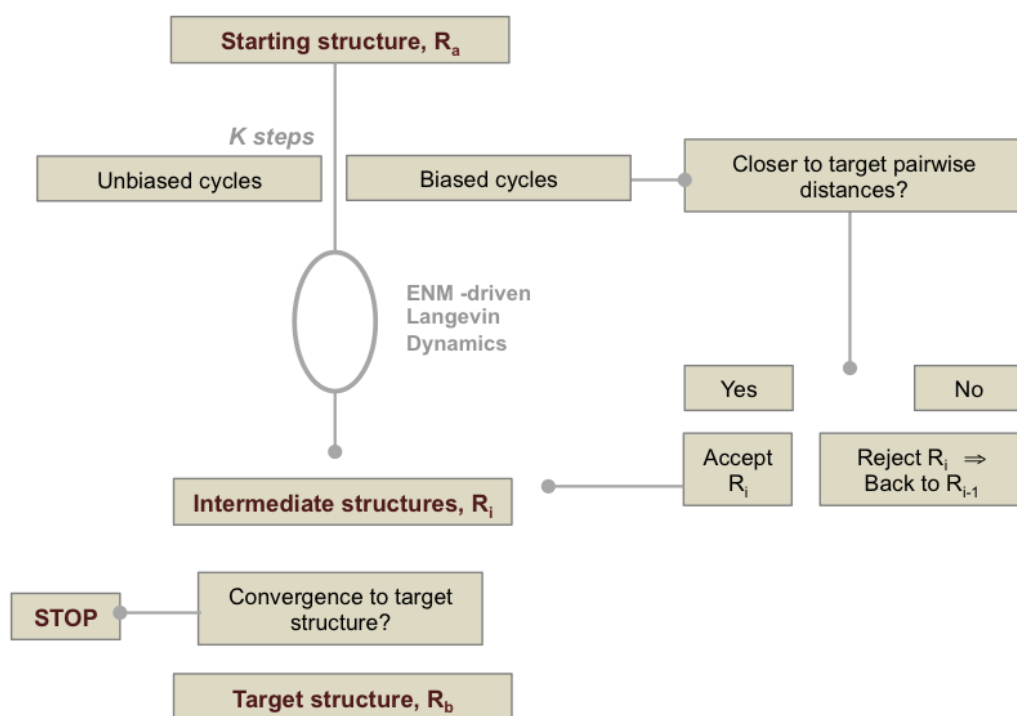 Starting structure, Rₐ
K steps
Unbiased cycles
Biased cycles
Closer to target pairwise
distances?
ENM -driven
Langevin
Dynamics
Yes
No
Accept
Rᵢ
Reject Rᵢ ⇒
Back to Rᵢ₋₁
Intermediate structures, Rᵢ
Convergence to target
structure?
STOP
Target structure, R_b